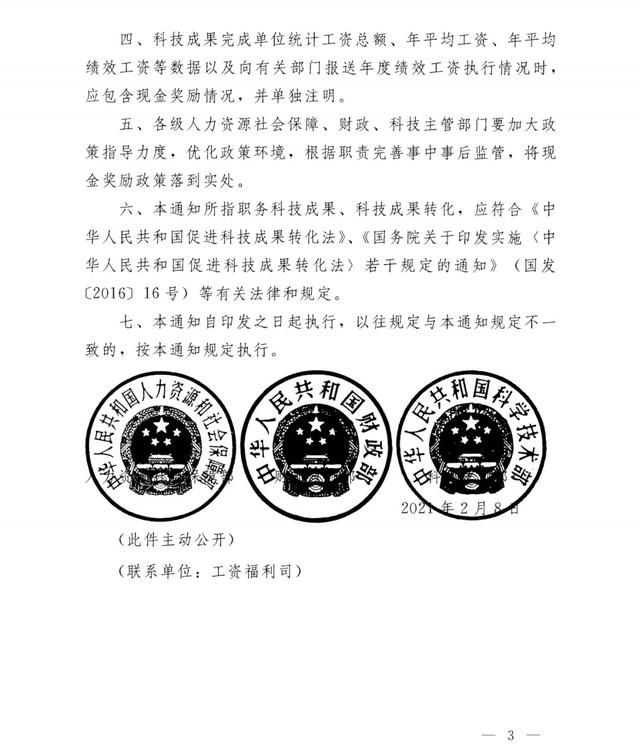 四、科技成果完成单位统计工资总额、年平均工资、年平均
绩效工资等数据以及向有关部门报送年度绩效工资执行情况时，
应包含现金奖励情况，并单独注明。
五、各级人力资源社会保障、财政、科技主管部门要加大政
策指导力度，优化政策环境，根据职责完善事中事后监管，将现
金奖励政策落到实处。
六、本通知所指职务科技成果、科技成果转化，应符合《中
华人民共和国促进科技成果转化法》、《国务院关于印发实施〈中
华人民共和国促进科技成果转化法〉若干规定的通知》（国发
〔2016〕16号）等有关法律和规定。
七、本通知自印发之日起执行，以往规定与本通知规定不一
致的，按本通知规定执行。
中华人民共和国人力资源和社会保障部
中华人民共和国财政部
中华人民共和国科学技术部
2021年2月8日
（此件主动公开）
（联系单位：工资福利司）
— 3 —